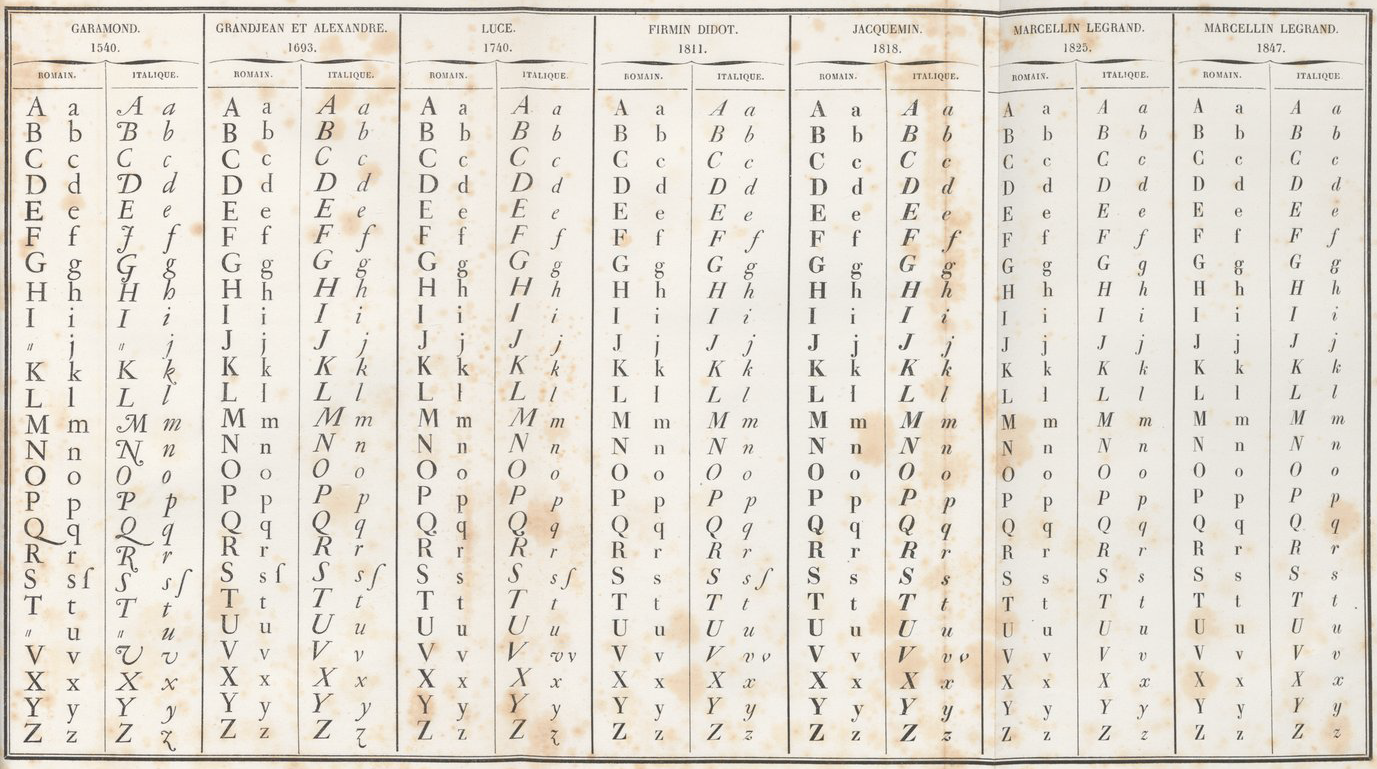 GARAMOND. GRANDJEAN ET ALEXANDRE. LUCE. FIRMIN DIDOT. JACQUEMIN. MARCELLIN LEGRAND. MARCELLIN LEGRAND.
1540. 1693. 1740. 1811. 1818. 1825. 1847.
ROMAIN. ITALIQUE. ROMAIN. ITALIQUE. ROMAIN. ITALIQUE. ROMAIN. ITALIQUE. ROMAIN. ITALIQUE. ROMAIN. ITALIQUE. ROMAIN. ITALIQUE
A a A a A a A a A a A a A a A a A a A a A a A a A a A a
B b B b B b B b B b B b B b B b B b B b B b B b B b B b
C c C c C c C c C c C c C c C c C c C c C c C c C c C c
D d D d D d D d D d D d D d D d D d D d D d D d D d D d
E e E e E e E e E e E e E e E e E e E e E e E e E e E e
F f F f F f F f F f F f F f F f F f F f F f F f F f F f
G g G g G g G g G g G g G g G g G g G g G g G g G g G g
H h H h H h H h H h H h H h H h H h H h H h H h H h H h
I i I i I i I i I i I i I i I i I i I i I i I i I i I i
〃 j 〃 j J j J j J j J j J j J j J j J j J j J j J j J j
K k K k K k K k K k K k K k K k K k K k K k K k K k K k
L l L l L l L l L l L l L l L l L l L l L l L l L l L l
M m M m M m M m M m M m M m M m M m M m M m M m M m M m
N n N n N n N n N n N n N n N n N n N n N n N n N n N n
O o O o O o O o O o O o O o O o O o O o O o O o O o O o
P p P p P p P p P p P p P p P p P p P p P p P p P p P p
Q q Q q Q q Q q Q q Q q Q q Q q Q q Q q Q q Q q Q q Q q
R r R r R r R r R r R r R r R r R r R r R r R r R r R r
S s ſ S s ſ S s ſ S s ſ S s S s ſ S s S s ſ S s S s S s S s S s S s
T t T t T t T t T t T t T t T t T t T t T t T t T t T t
〃 u 〃 u U u U u U u U u U u U u U u U u U u U u U u U u
V v U v V v V v V v V v v V v V v v V v V v v V v V v V v V v
X x X x X x X x X x X x X x X x X x X x X x X x X x X x
Y y Y y Y y Y y Y y Y y Y y Y y Y y Y y Y y Y y Y y Y y
Z z Z z Z z Z z Z z Z z Z z Z z Z z Z z Z z Z z Z z Z z